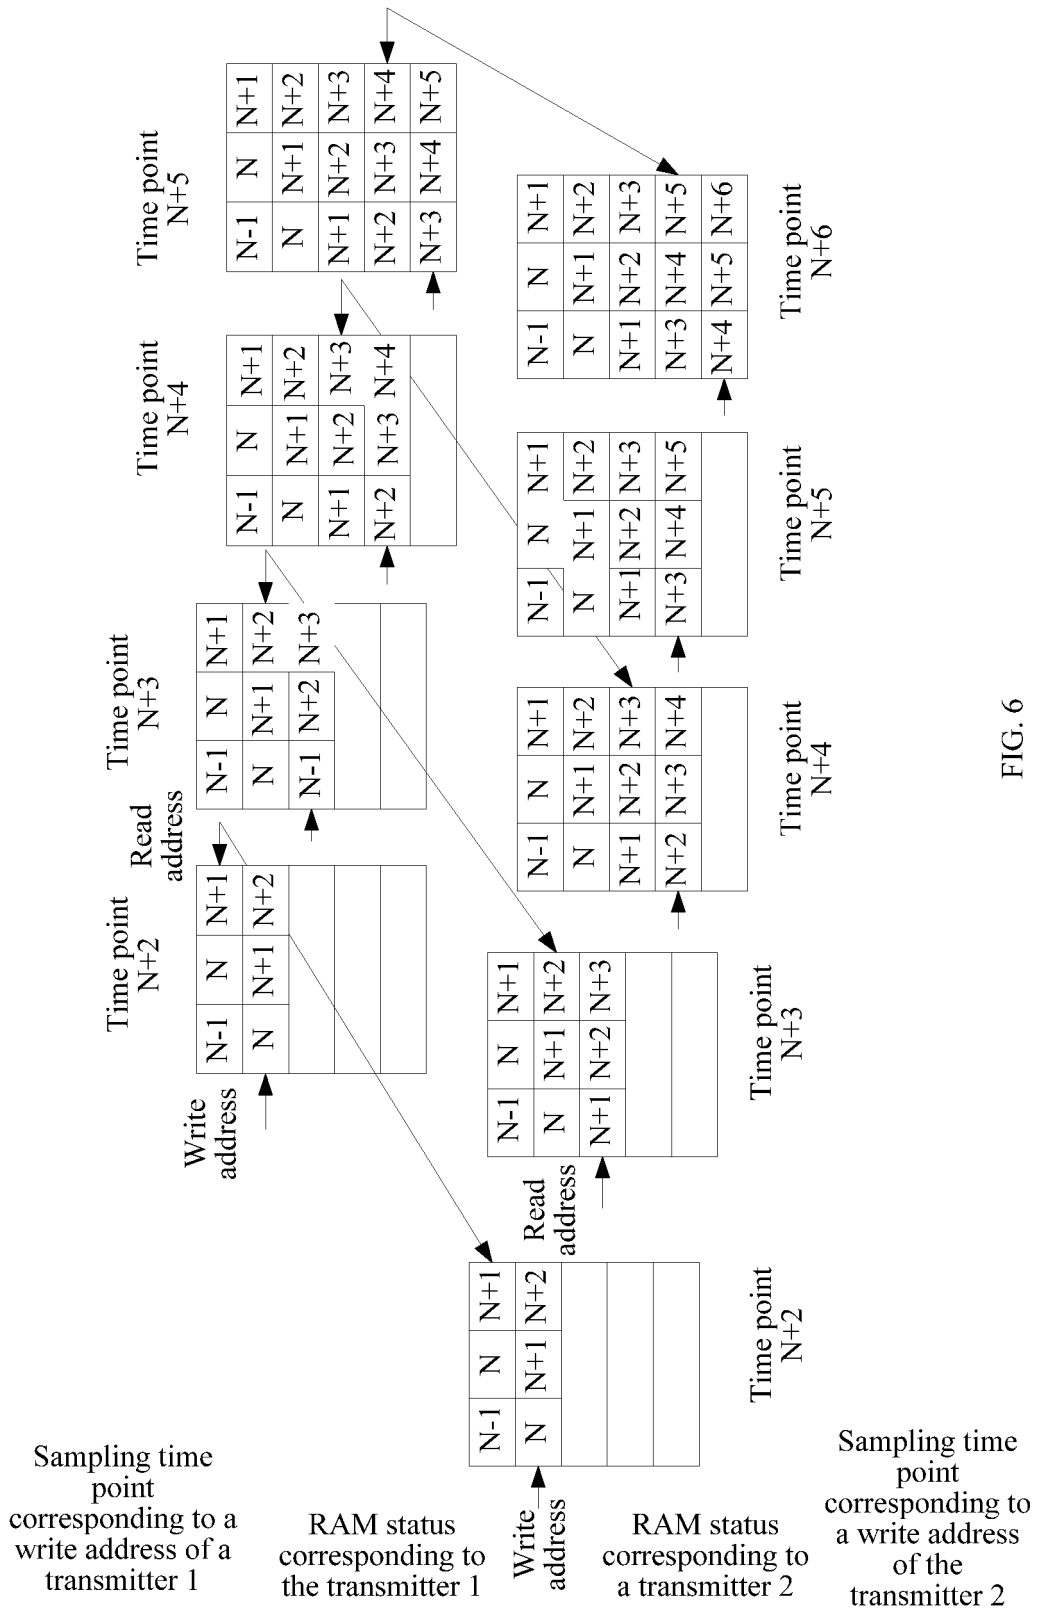 Sampling time
point
corresponding to a
write address of a
transmitter 1
Time point
N+2
Time point
N+3
Time point
N+4
Time point
N+5
RAM status
corresponding to
the transmitter 1
Write
address
Read
address
N-1 N N+1
N N+1 N+2
N-1 N N+1
N N+1 N+2
N-1 N+2 N+3
N-1 N N+1
N N+1 N+2
N+1 N+2 N+3
N+2 N+3 N+4
N-1 N N+1
N N+1 N+2
N+1 N+2 N+3
N+2 N+3 N+4
N+3 N+4 N+5
RAM status
corresponding to
a transmitter 2
Write
address
Read
address
N-1 N N+1
N N+1 N+2
N-1 N N+1
N N+1 N+2
N+1 N+2 N+3
N-1 N N+1
N N+1 N+2
N+1 N+2 N+3
N+2 N+3 N+4
N-1 N N+1
N N+1 N+2
N+1 N+2 N+3
N+3 N+4 N+5
N-1 N N+1
N N+1 N+2
N+1 N+2 N+3
N+3 N+4 N+5
N+4 N+5 N+6
Sampling time
point
corresponding to
a write address
of the
transmitter 2
Time point
N+2
Time point
N+3
Time point
N+4
Time point
N+5
Time point
N+6
FIG. 6